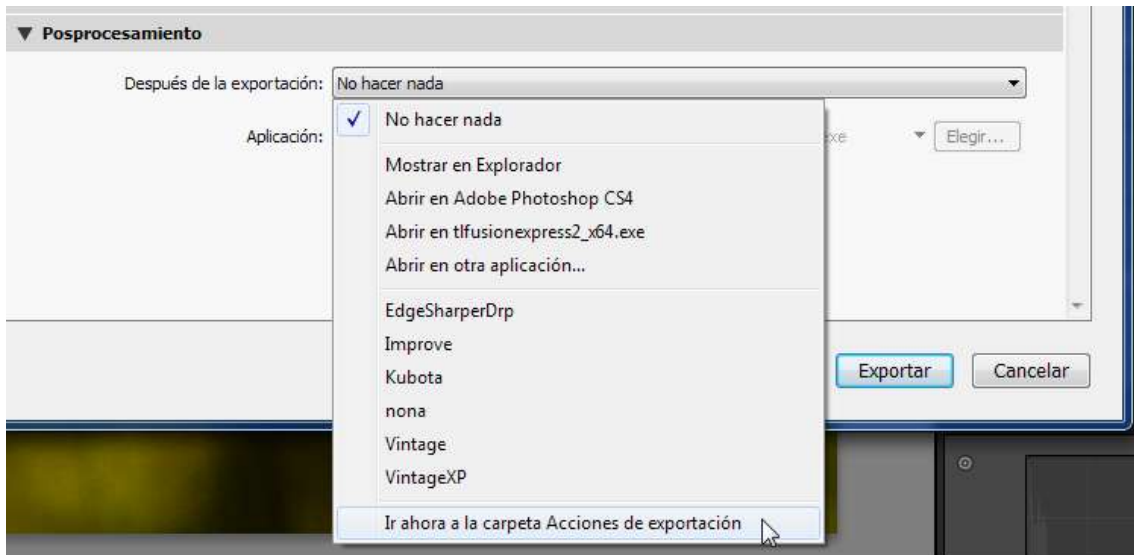 Posprocesamiento
Después de la exportación: No hacer nada
Aplicación:
xe
Elegir...
No hacer nada
Mostrar en Explorador
Abrir en Adobe Photoshop CS4
Abrir en tlfusionexpress2_x64.exe
Abrir en otra aplicación...
EdgeSharperDrp
Improve
Kubota
nona
Vintage
VintageXP
Ir ahora a la carpeta Acciones de exportación
Exportar
Cancelar